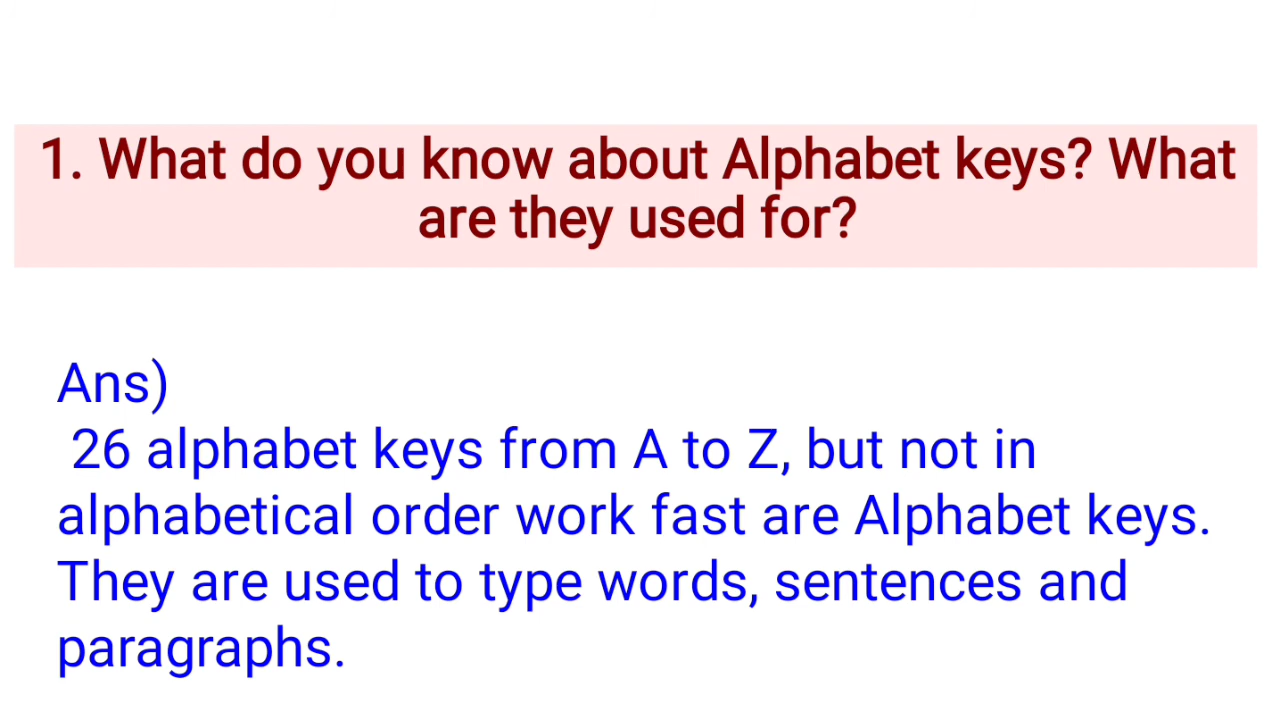 1. What do you know about Alphabet keys? What
are they used for?
Ans)
26 alphabet keys from A to Z, but not in
alphabetical order work fast are Alphabet keys.
They are used to type words, sentences and
paragraphs.